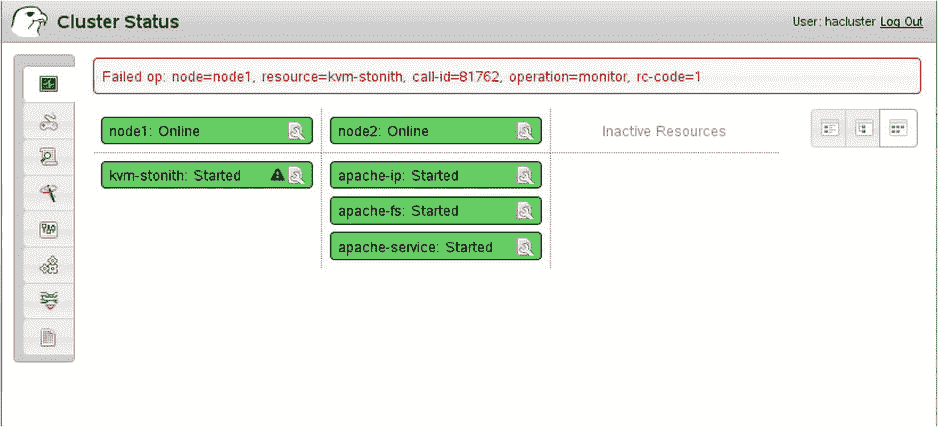 Cluster Status
User: hacluster Log Out
Failed op: node=node1, resource=kvm-stonith, call-id=81762, operation=monitor, rc-code=1
node1: Online
node2: Online
Inactive Resources
kvm-stonith: Started
apache-ip: Started
apache-fs: Started
apache-service: Started